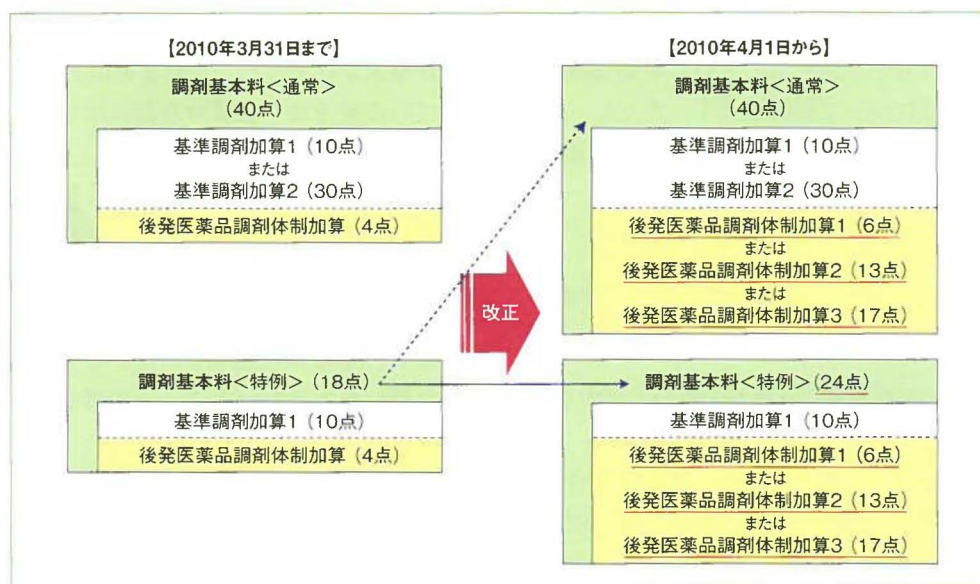 【2010年3月31日まで】
調剤基本料<通常>
(40点)
基準調剤加算1 (10点)
または
基準調剤加算2 (30点)
後発医薬品調剤体制加算 (4点)
調剤基本料<特例> (18点)
基準調剤加算1 (10点)
後発医薬品調剤体制加算 (4点)
改正
【2010年4月1日から】
調剤基本料<通常>
(40点)
基準調剤加算1 (10点)
または
基準調剤加算2 (30点)
後発医薬品調剤体制加算1 (6点)
または
後発医薬品調剤体制加算2 (13点)
または
後発医薬品調剤体制加算3 (17点)
調剤基本料<特例> (24点)
基準調剤加算1 (10点)
後発医薬品調剤体制加算1 (6点)
または
後発医薬品調剤体制加算2 (13点)
または
後発医薬品調剤体制加算3 (17点)